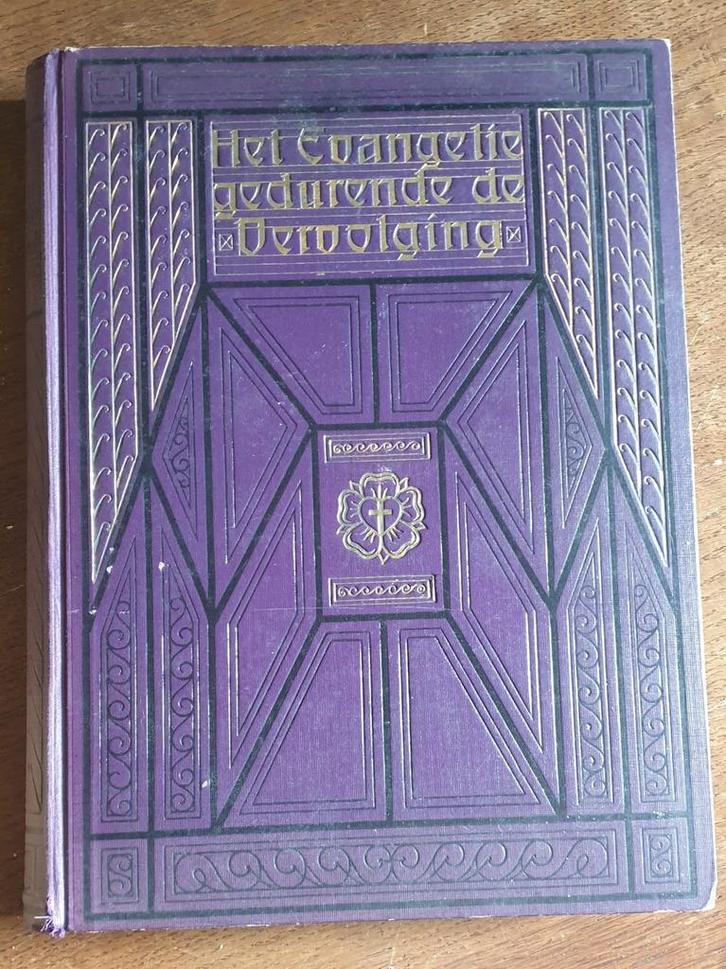 Het Evangelie
gedurende de
Vervolging